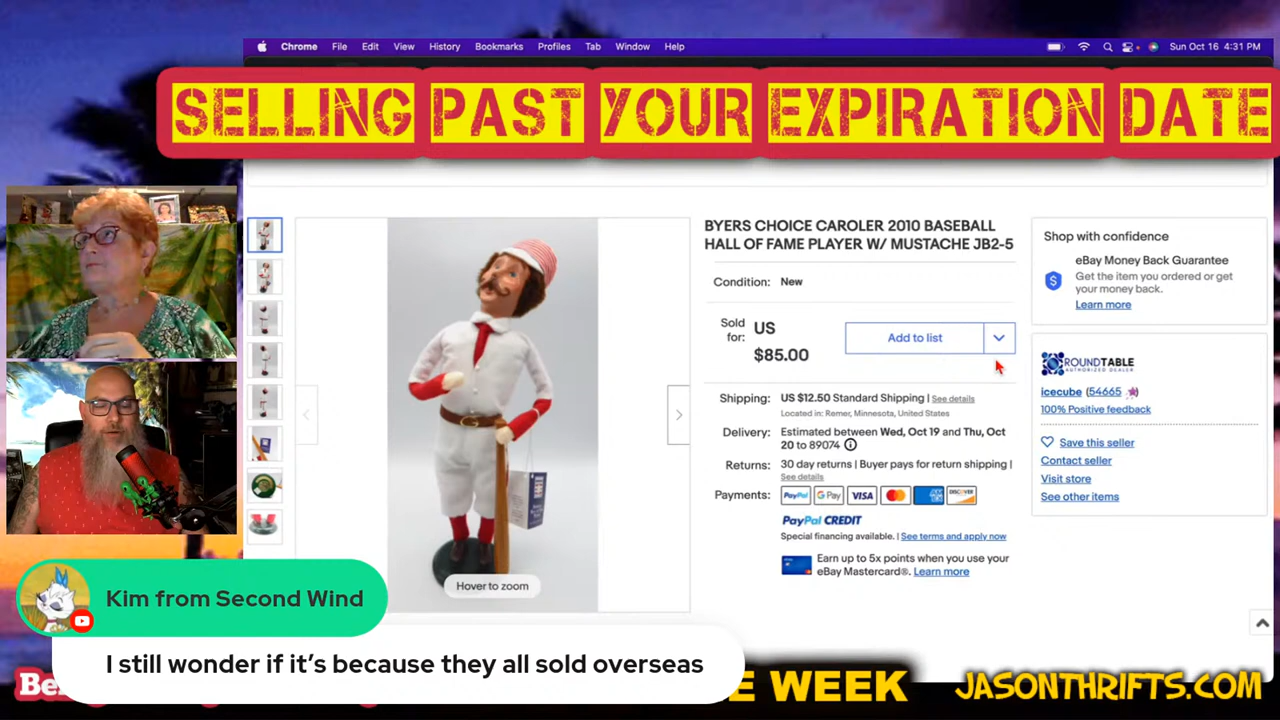 Chrome File Edit View History Bookmarks Profiles Tab Window Help Sun Oct 16 4:31 PM
SELLING PAST YOUR EXPIRATION DATE
BYERS CHOICE CAROLER 2010 BASEBALL
HALL OF FAME PLAYER W/ MUSTACHE JB2-5
Condition: New
Sold for: US $85.00
Add to list
Shipping: US $12.50 Standard Shipping | See details
Located in: Remer, Minnesota, United States
Delivery: Estimated between Wed, Oct 19 and Thu, Oct
20 to 89074
Returns: 30 day returns | Buyer pays for return shipping |
See details
Payments: PayPal G Pay VISA DISCOVER
PayPal CREDIT
Special financing available. | See terms and apply now
Earn up to 5x points when you use your
eBay Mastercard®. Learn more
Hover to zoom
Shop with confidence
eBay Money Back Guarantee
Get the item you ordered or get
your money back.
Learn more
ROUNDTABLE
AUTHORIZED DEALER
icecube (54665)
100% Positive feedback
Save this seller
Contact seller
Visit store
See other items
Kim from Second Wind
I still wonder if it's because they all sold overseas
WEEK
JASONTHRIFTS.COM